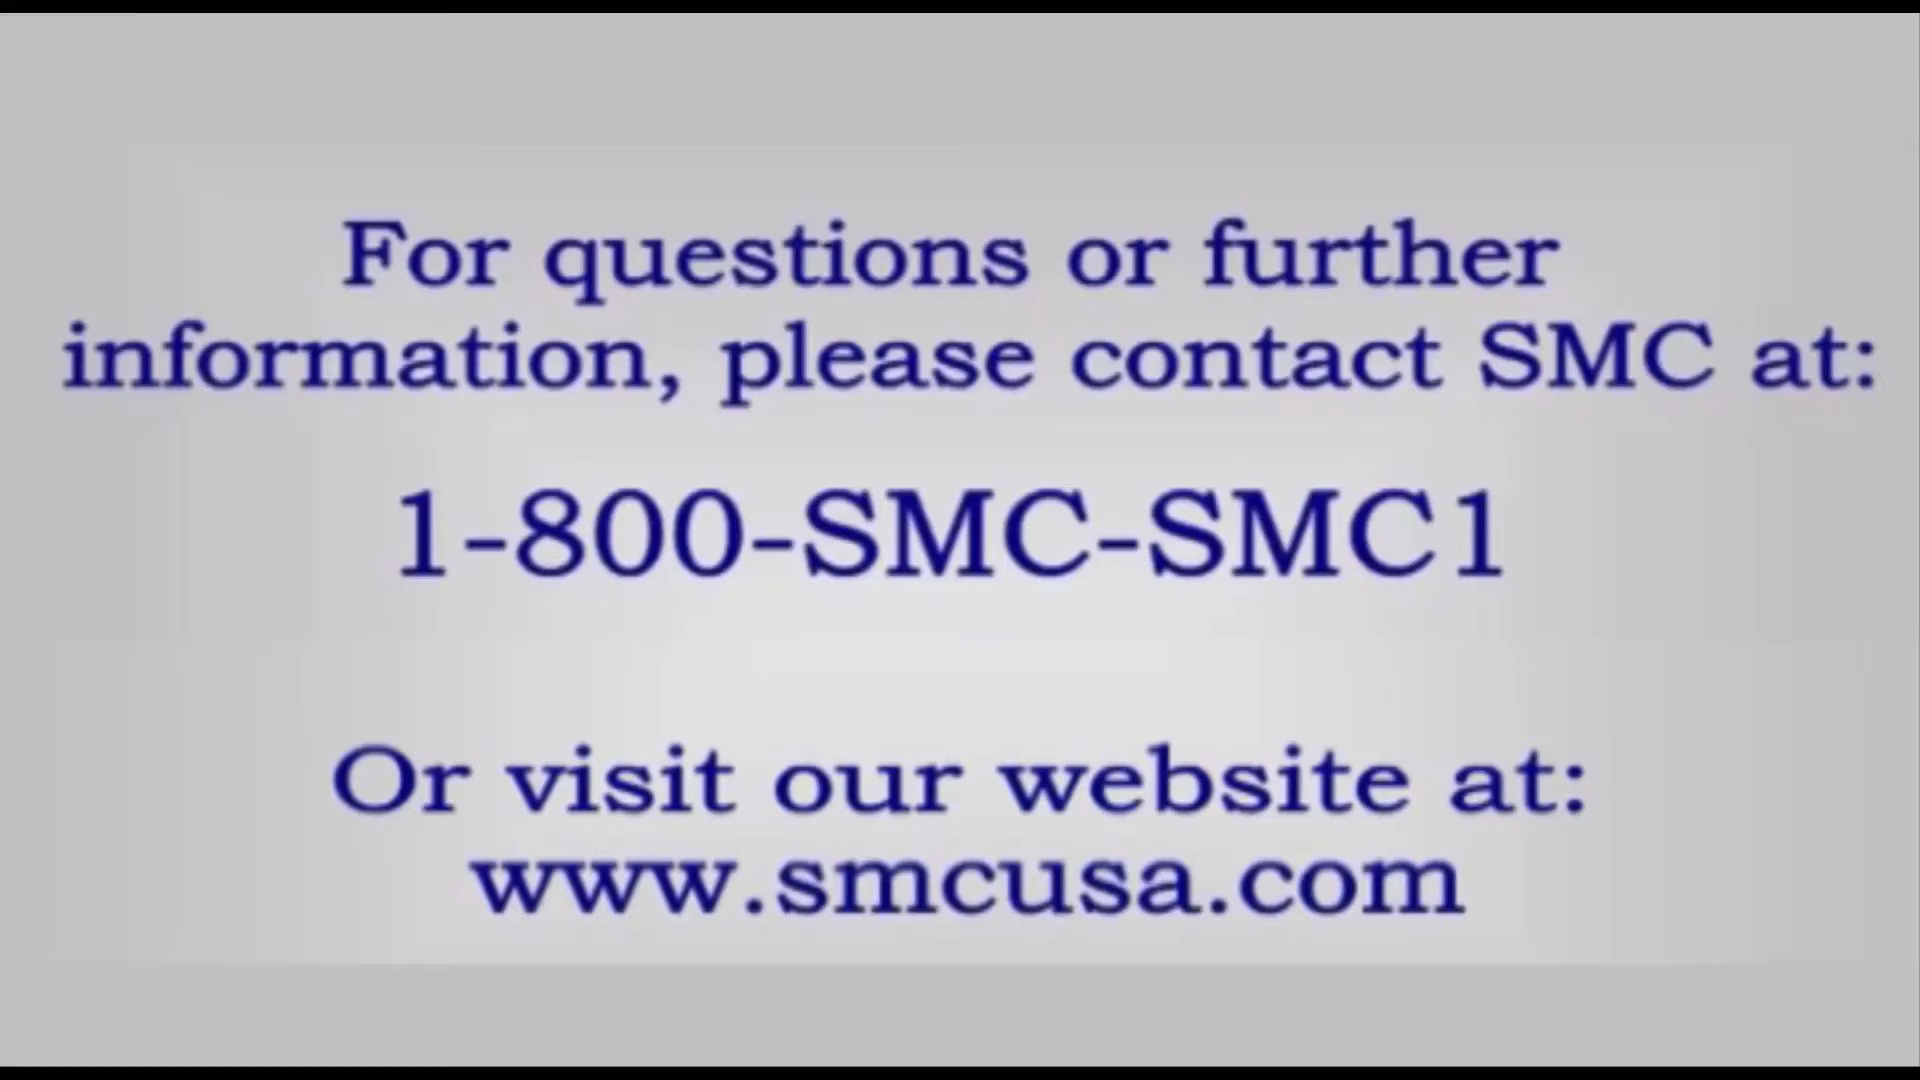 For questions or further
information, please contact SMC at:
1-800-SMC-SMC1
Or visit our website at:
www.smcusa.com